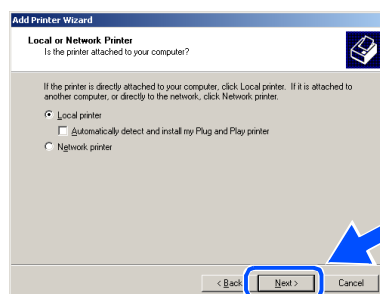 Add Printer Wizard
Local or Network Printer
Is the printer attached to your computer?
If the printer is directly attached to your computer, click Local printer. If it is attached to
another computer, or directly to the network, click Network printer.
Local printer
Automatically detect and install my Plug and Play printer
Network printer
< Back
Next >
Cancel